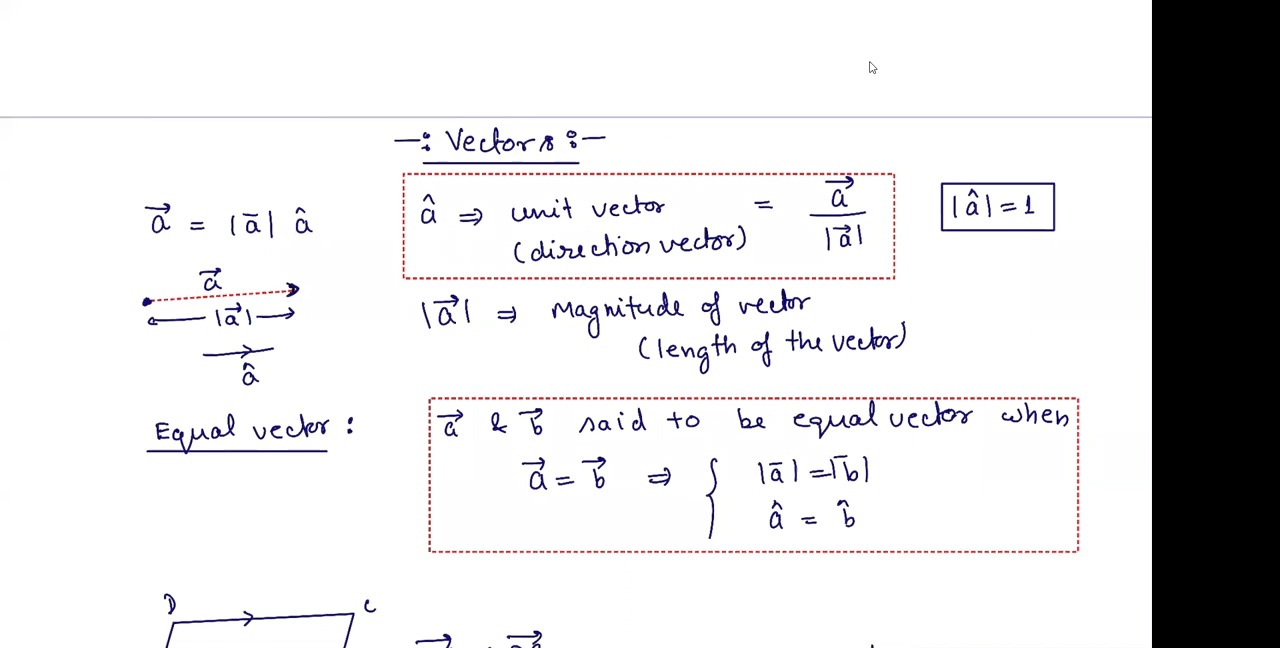 —: Vectors :—
→a = |ā| â
â ⇒ unit vector = →a / |→a|
(direction vector)
|â| = 1
→a
|→a|
â
|→a| ⇒ Magnitude of vector
(length of the vector)
Equal vector :
→a & →b said to be equal vector when
→a = →b ⇒ { |ā| = |b̄|
â = b̂
D C